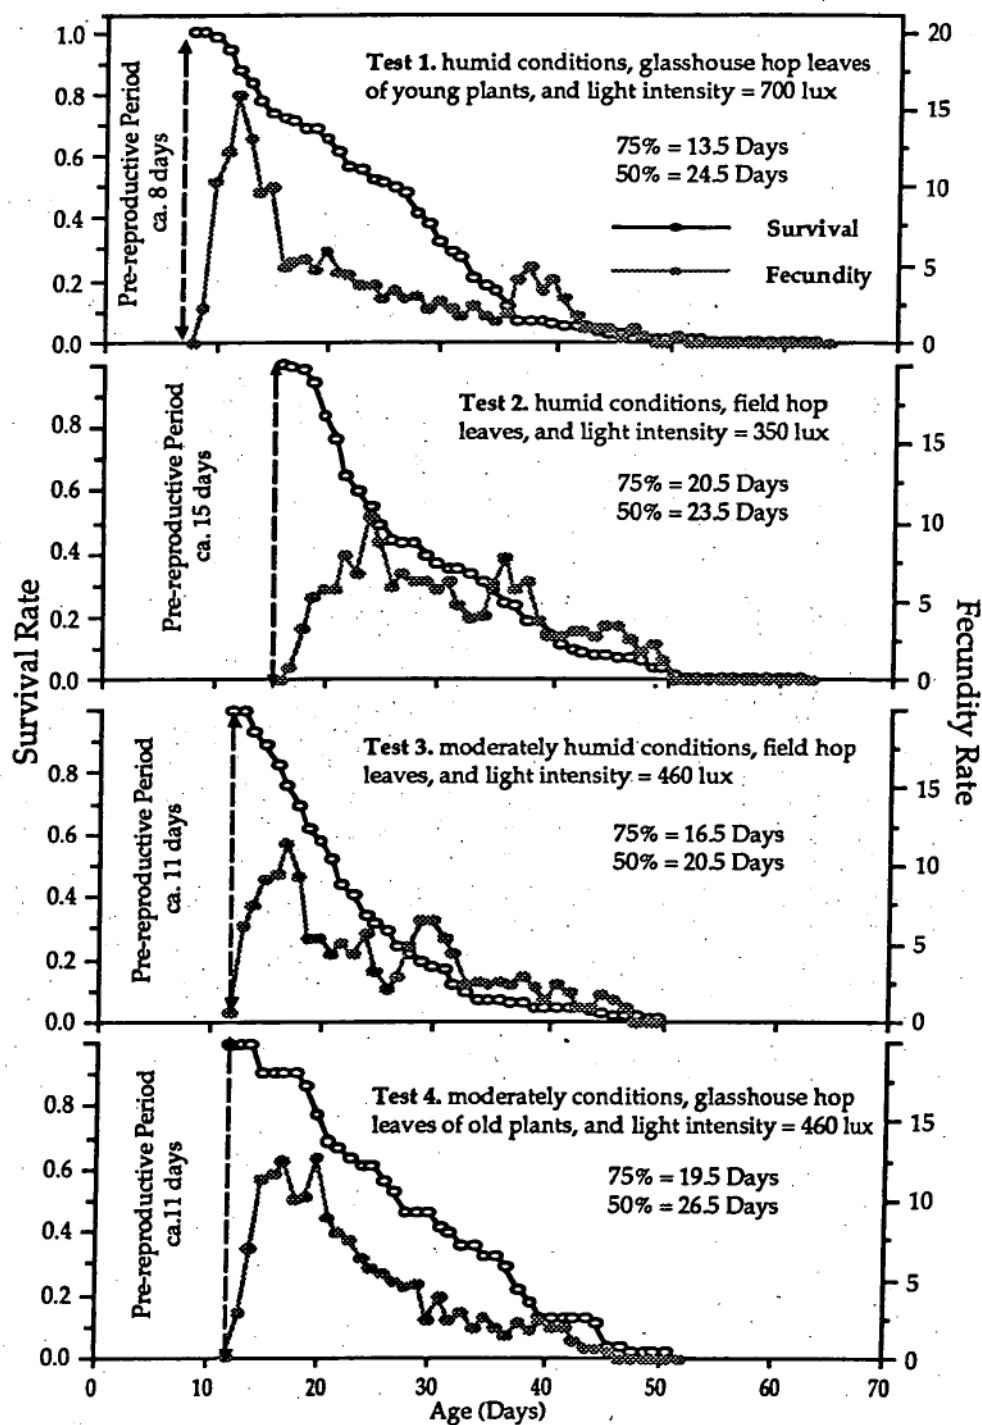 1.0
0.8
0.6
0.4
0.2
0.0
Pre-reproductive Period
ca. 8 days
Test 1. humid conditions, glasshouse hop leaves
of young plants, and light intensity = 700 lux
75% = 13.5 Days
50% = 24.5 Days
Survival
Fecundity
20
15
10
5
0
0.8
0.6
0.4
0.2
0.0
Pre-reproductive Period
ca. 15 days
Test 2. humid conditions, field hop
leaves, and light intensity = 350 lux
75% = 20.5 Days
50% = 23.5 Days
15
10
5
0
Survival Rate
Fecundity Rate
0.8
0.6
0.4
0.2
0.0
Pre-reproductive Period
ca. 11 days
Test 3. moderately humid conditions, field hop
leaves, and light intensity = 460 lux
75% = 16.5 Days
50% = 20.5 Days
15
10
5
0
0.8
0.6
0.4
0.2
0.0
Pre-reproductive Period
ca.11 days
Test 4. moderately conditions, glasshouse hop
leaves of old plants, and light intensity = 460 lux
75% = 19.5 Days
50% = 26.5 Days
15
10
5
0
0 10 20 30 40 50 60 70
Age (Days)